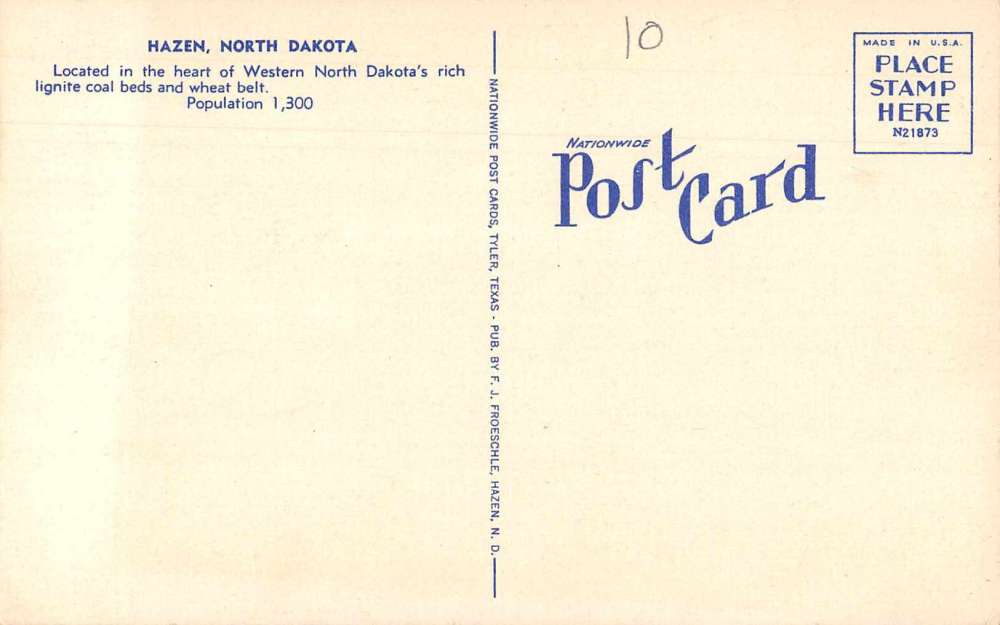 HAZEN, NORTH DAKOTA
Located in the heart of Western North Dakota's rich
lignite coal beds and wheat belt.
Population 1,300
NATIONWIDE POST CARDS, TYLER, TEXAS - PUB. BY F. J. FROESCHLE, HAZEN, N. D.
10
NATIONWIDE
Post Card
MADE IN U.S.A.
PLACE
STAMP
HERE
N21873